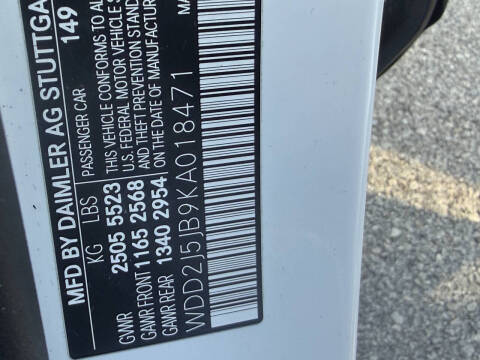 MFD BY DAIMLER AG STUTTGA
149
PASSENGER CAR
KG LBS
GVWR 2505 5523
GAWR FRONT 1165 2568
GAWR REAR 1340 2954
THIS VEHICLE CONFORMS TO AL
U.S. FEDERAL MOTOR VEHICLE S
AND THEFT PREVENTION STAN
ON THE DATE OF MANUFACTUR
WDD2J5JB9KA018471
MA